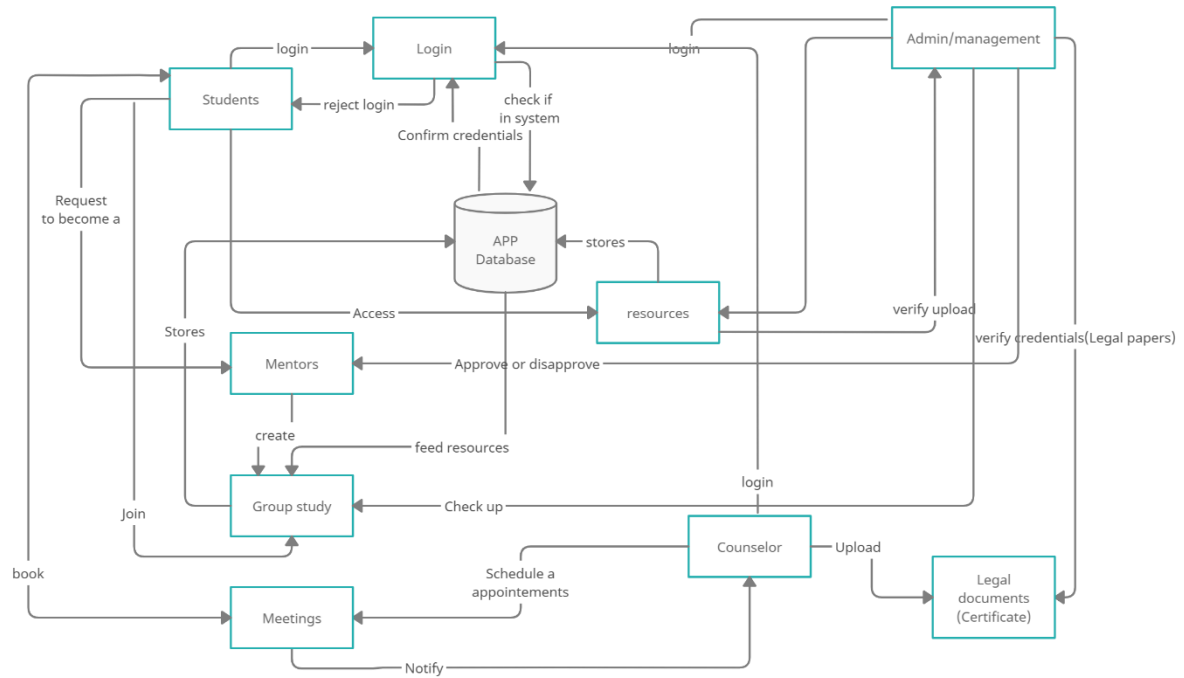 Admin/management
login
Login
login
Students
reject login
check if
in system
Confirm credentials
Request
to become a
APP
Database
stores
Stores
Access
resources
verify upload
verify credentials(Legal papers)
Mentors
Approve or disapprove
create
feed resources
Group study
Check up
login
Join
Counselor
Upload
book
Schedule a
appointements
Legal
documents
(Certificate)
Meetings
Notify